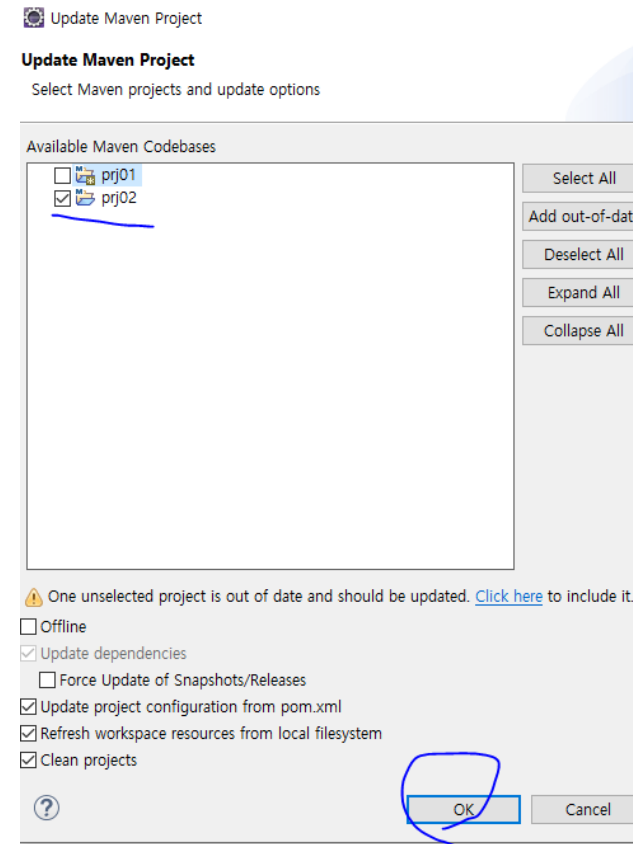 Update Maven Project
Update Maven Project
Select Maven projects and update options
Available Maven Codebases
prj01
prj02
Select All
Add out-of-dat
Deselect All
Expand All
Collapse All
One unselected project is out of date and should be updated. Click here to include it.
Offline
Update dependencies
Force Update of Snapshots/Releases
Update project configuration from pom.xml
Refresh workspace resources from local filesystem
Clean projects
?
OK
Cancel